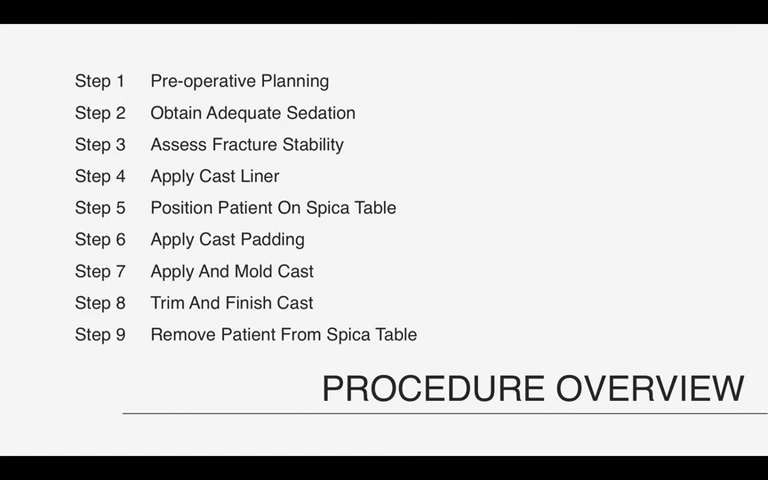 Step 1 Pre-operative Planning
Step 2 Obtain Adequate Sedation
Step 3 Assess Fracture Stability
Step 4 Apply Cast Liner
Step 5 Position Patient On Spica Table
Step 6 Apply Cast Padding
Step 7 Apply And Mold Cast
Step 8 Trim And Finish Cast
Step 9 Remove Patient From Spica Table
PROCEDURE OVERVIEW